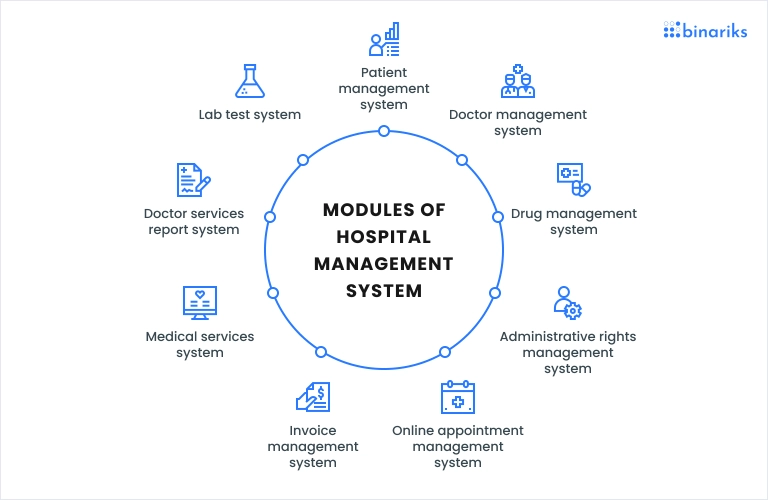 binariks
Patient
management
system
Lab test system
Doctor management
system
Doctor services
report system
Drug management
system
MODULES OF
HOSPITAL
MANAGEMENT
SYSTEM
Medical services
system
Administrative rights
management
system
Invoice
management
system
Online appointment
management
system